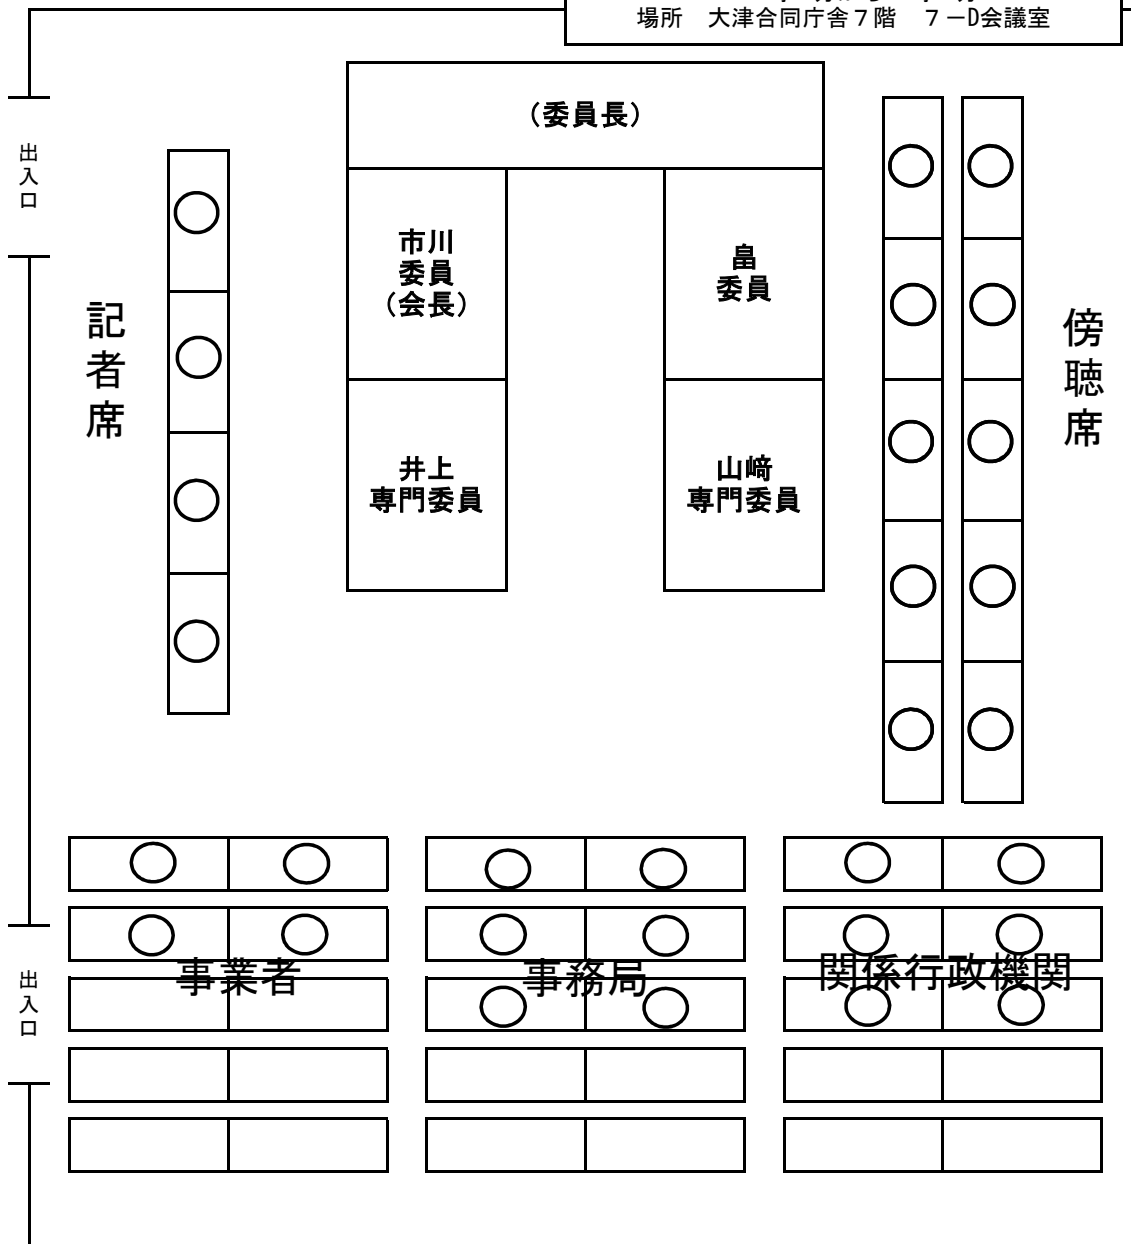 場所　大津合同庁舎７階　７－D会議室
（委員長）
出入口
市川
委員
（会長）
畠
委員
記者席
傍聴席
井上
専門委員
山﨑
専門委員
事業者
事務局
関係行政機関
出入口